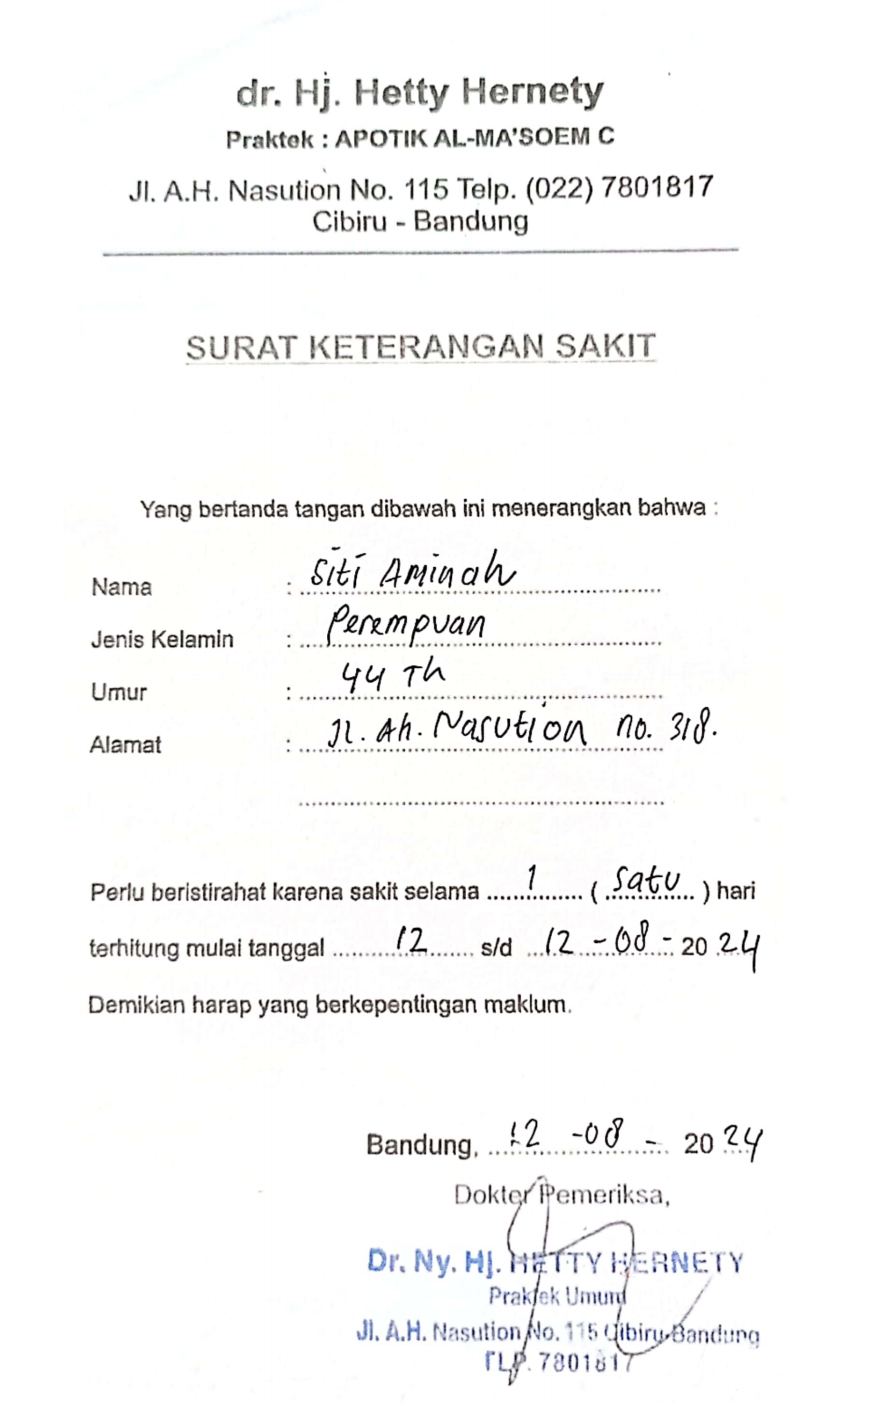 dr. Hj. Hetty Hernety
Praktek : APOTIK AL-MA'SOEM C
Jl. A.H. Nasution No. 115 Telp. (022) 7801817
Cibiru - Bandung
SURAT KETERANGAN SAKIT
Yang bertanda tangan dibawah ini menerangkan bahwa :
Nama : Siti Aminah
Jenis Kelamin : Perempuan
Umur : 44 Th
Alamat : Jl. Ah. Nasution no. 318.
Perlu beristirahat karena sakit selama 1 ( Satu ) hari
terhitung mulai tanggal 12 s/d 12 - 08 - 2024
Demikian harap yang berkepentingan maklum.
Bandung, 12 - 08 - 2024
Dokter Pemeriksa,
Dr. Ny. Hj. HETTY HERNETY
Praktek Umum
Jl. A.H. Nasution No. 115 Cibiru-Bandung
TLP. 7801817